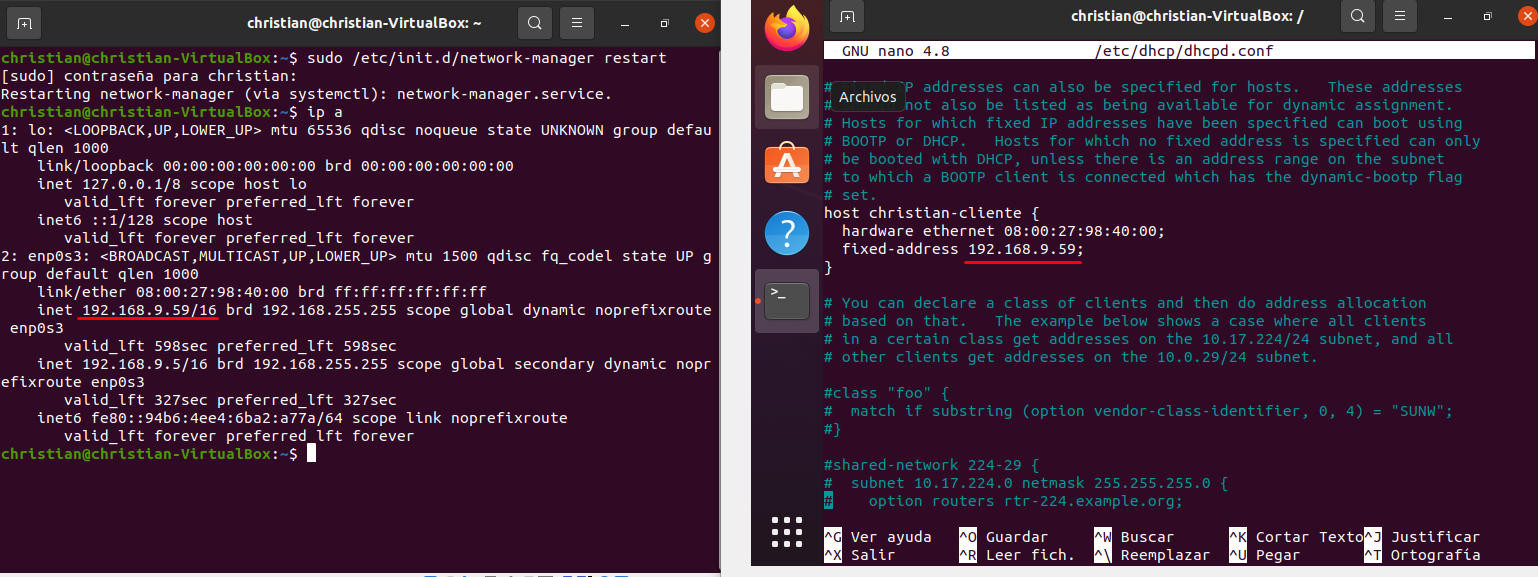 christian@christian-VirtualBox: ~
christian@christian-VirtualBox:~$ sudo /etc/init.d/network-manager restart
[sudo] contraseña para christian:
Restarting network-manager (via systemctl): network-manager.service.
christian@christian-VirtualBox:~$ ip a
1: lo: <LOOPBACK,UP,LOWER_UP> mtu 65536 qdisc noqueue state UNKNOWN group defau
lt qlen 1000
    link/loopback 00:00:00:00:00:00 brd 00:00:00:00:00:00
    inet 127.0.0.1/8 scope host lo
       valid_lft forever preferred_lft forever
    inet6 ::1/128 scope host
       valid_lft forever preferred_lft forever
2: enp0s3: <BROADCAST,MULTICAST,UP,LOWER_UP> mtu 1500 qdisc fq_codel state UP g
roup default qlen 1000
    link/ether 08:00:27:98:40:00 brd ff:ff:ff:ff:ff:ff
    inet 192.168.9.59/16 brd 192.168.255.255 scope global dynamic noprefixroute
 enp0s3
       valid_lft 598sec preferred_lft 598sec
    inet 192.168.9.5/16 brd 192.168.255.255 scope global secondary dynamic nopr
efixroute enp0s3
       valid_lft 327sec preferred_lft 327sec
    inet6 fe80::94b6:4ee4:6ba2:a77a/64 scope link noprefixroute
       valid_lft forever preferred_lft forever
christian@christian-VirtualBox:~$
christian@christian-VirtualBox: /
GNU nano 4.8 /etc/dhcp/dhcpd.conf
Archivos
# P addresses can also be specified for hosts.   These addresses
# not also be listed as being available for dynamic assignment.
# Hosts for which fixed IP addresses have been specified can boot using
# BOOTP or DHCP.   Hosts for which no fixed address is specified can only
# be booted with DHCP, unless there is an address range on the subnet
# to which a BOOTP client is connected which has the dynamic-bootp flag
# set.
host christian-cliente {
  hardware ethernet 08:00:27:98:40:00;
  fixed-address 192.168.9.59;
}
# You can declare a class of clients and then do address allocation
# based on that.   The example below shows a case where all clients
# in a certain class get addresses on the 10.17.224/24 subnet, and all
# other clients get addresses on the 10.0.29/24 subnet.
#class "foo" {
#  match if substring (option vendor-class-identifier, 0, 4) = "SUNW";
#}
#shared-network 224-29 {
#  subnet 10.17.224.0 netmask 255.255.255.0 {
#    option routers rtr-224.example.org;
^G Ver ayuda ^O Guardar ^W Buscar ^K Cortar Texto ^J Justificar
^X Salir ^R Leer fich. ^\ Reemplazar ^U Pegar ^T Ortografía